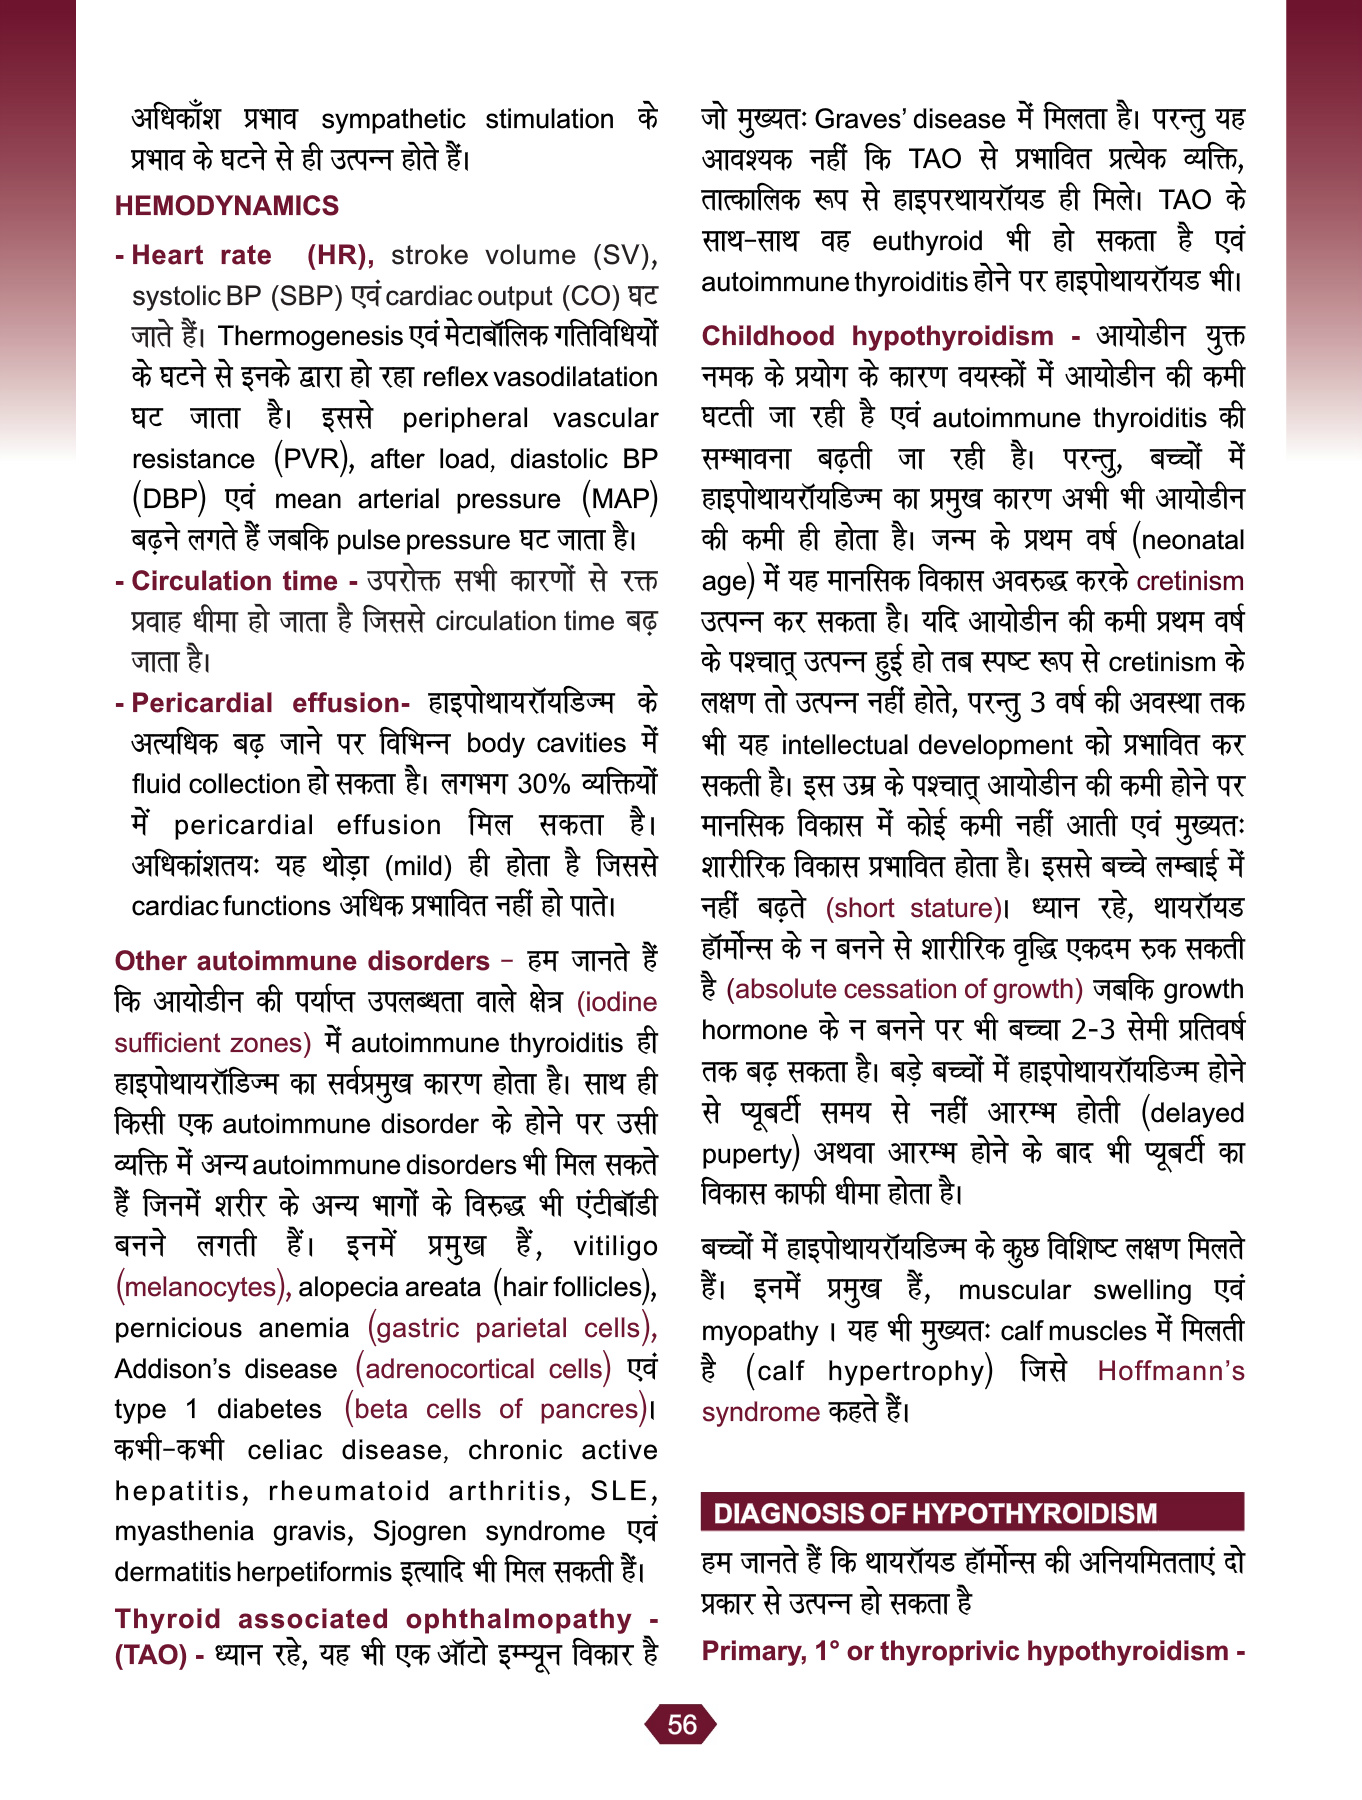 अधिकाँश प्रभाव sympathetic stimulation के
प्रभाव के घटने से ही उत्पन्न होते हैं।
HEMODYNAMICS
- Heart rate (HR), stroke volume (SV),
systolic BP (SBP) एवं cardiac output (CO) घट
जाते हैं। Thermogenesis एवं मेटाबॉलिक गतिविधियों
के घटने से इनके द्वारा हो रहा reflex vasodilatation
घट जाता है। इससे peripheral vascular
resistance (PVR), after load, diastolic BP
(DBP) एवं mean arterial pressure (MAP)
बढ़ने लगते हैं जबकि pulse pressure घट जाता है।
- Circulation time - उपरोक्त सभी कारणों से रक्त
प्रवाह धीमा हो जाता है जिससे circulation time बढ़
जाता है।
- Pericardial effusion- हाइपोथायरॉयडिज्म के
अत्यधिक बढ़ जाने पर विभिन्न body cavities में
fluid collection हो सकता है। लगभग 30% व्यक्तियों
में pericardial effusion मिल सकता है।
अधिकांशतयः यह थोड़ा (mild) ही होता है जिससे
cardiac functions अधिक प्रभावित नहीं हो पाते।
Other autoimmune disorders – हम जानते हैं
कि आयोडीन की पर्याप्त उपलब्धता वाले क्षेत्र (iodine
sufficient zones) में autoimmune thyroiditis ही
हाइपोथायरॉडिज्म का सर्वप्रमुख कारण होता है। साथ ही
किसी एक autoimmune disorder के होने पर उसी
व्यक्ति में अन्य autoimmune disorders भी मिल सकते
हैं जिनमें शरीर के अन्य भागों के विरुद्ध भी एंटीबॉडी
बनने लगती हैं। इनमें प्रमुख हैं, vitiligo
(melanocytes), alopecia areata (hair follicles),
pernicious anemia (gastric parietal cells),
Addison’s disease (adrenocortical cells) एवं
type 1 diabetes (beta cells of pancres)।
कभी-कभी celiac disease, chronic active
hepatitis, rheumatoid arthritis, SLE,
myasthenia gravis, Sjogren syndrome एवं
dermatitis herpetiformis इत्यादि भी मिल सकती हैं।
Thyroid associated ophthalmopathy -
(TAO) - ध्यान रहे, यह भी एक ऑटो इम्म्यून विकार है
जो मुख्यतः Graves’ disease में मिलता है। परन्तु यह
आवश्यक नहीं कि TAO से प्रभावित प्रत्येक व्यक्ति,
तात्कालिक रूप से हाइपरथायरॉयड ही मिले। TAO के
साथ-साथ वह euthyroid भी हो सकता है एवं
autoimmune thyroiditis होने पर हाइपोथायरॉयड भी।
Childhood hypothyroidism - आयोडीन युक्त
नमक के प्रयोग के कारण वयस्कों में आयोडीन की कमी
घटती जा रही है एवं autoimmune thyroiditis की
सम्भावना बढ़ती जा रही है। परन्तु, बच्चों में
हाइपोथायरॉयडिज्म का प्रमुख कारण अभी भी आयोडीन
की कमी ही होता है। जन्म के प्रथम वर्ष (neonatal
age) में यह मानसिक विकास अवरुद्ध करके cretinism
उत्पन्न कर सकता है। यदि आयोडीन की कमी प्रथम वर्ष
के पश्चात् उत्पन्न हुई हो तब स्पष्ट रूप से cretinism के
लक्षण तो उत्पन्न नहीं होते, परन्तु 3 वर्ष की अवस्था तक
भी यह intellectual development को प्रभावित कर
सकती है। इस उम्र के पश्चात् आयोडीन की कमी होने पर
मानसिक विकास में कोई कमी नहीं आती एवं मुख्यतः
शारीरिक विकास प्रभावित होता है। इससे बच्चे लम्बाई में
नहीं बढ़ते (short stature)। ध्यान रहे, थायरॉयड
हॉर्मोन्स के न बनने से शारीरिक वृद्धि एकदम रुक सकती
है (absolute cessation of growth) जबकि growth
hormone के न बनने पर भी बच्चा 2-3 सेमी प्रतिवर्ष
तक बढ़ सकता है। बड़े बच्चों में हाइपोथायरॉयडिज्म होने
से प्यूबर्टी समय से नहीं आरम्भ होती (delayed
puperty) अथवा आरम्भ होने के बाद भी प्यूबर्टी का
विकास काफी धीमा होता है।
बच्चों में हाइपोथायरॉयडिज्म के कुछ विशिष्ट लक्षण मिलते
हैं। इनमें प्रमुख हैं, muscular swelling एवं
myopathy । यह भी मुख्यतः calf muscles में मिलती
है (calf hypertrophy) जिसे Hoffmann’s
syndrome कहते हैं।
DIAGNOSIS OF HYPOTHYROIDISM
हम जानते हैं कि थायरॉयड हॉर्मोन्स की अनियमितताएं दो
प्रकार से उत्पन्न हो सकता है
Primary, 1° or thyroprivic hypothyroidism -
56